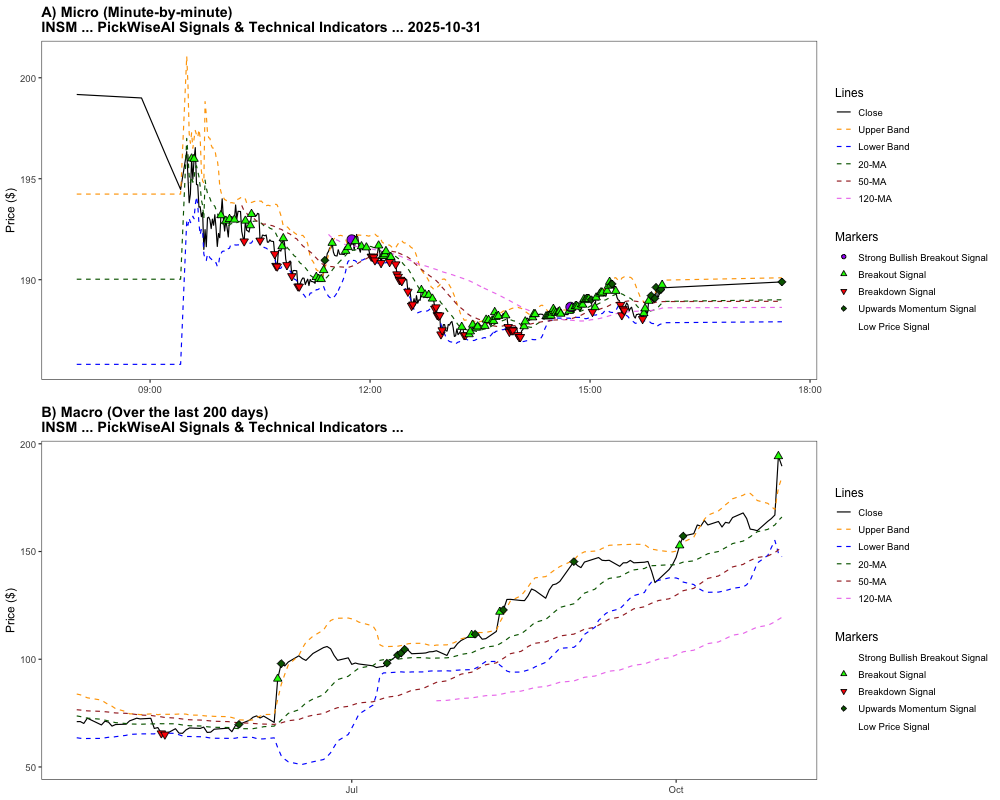 A) Micro (Minute-by-minute)
INSM ... PickWiseAI Signals & Technical Indicators ... 2025-10-31
Price ($)
200
195
190
09:00
12:00
15:00
18:00
Lines
Close
Upper Band
Lower Band
20-MA
50-MA
120-MA
Markers
Strong Bullish Breakout Signal
Breakout Signal
Breakdown Signal
Upwards Momentum Signal
Low Price Signal
B) Macro (Over the last 200 days)
INSM ... PickWiseAI Signals & Technical Indicators ...
Price ($)
200
150
100
50
Jul
Oct
Lines
Close
Upper Band
Lower Band
20-MA
50-MA
120-MA
Markers
Strong Bullish Breakout Signal
Breakout Signal
Breakdown Signal
Upwards Momentum Signal
Low Price Signal